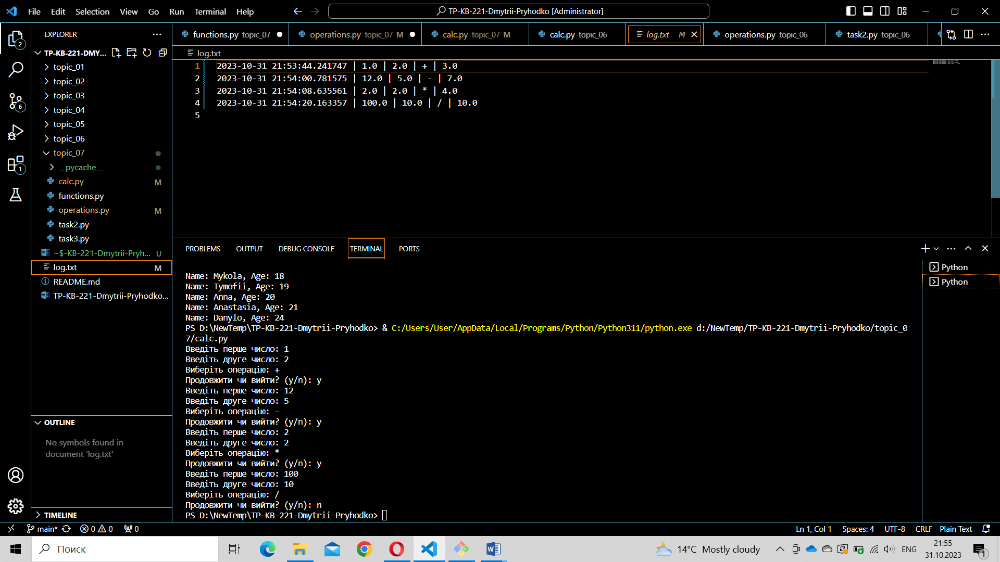 File Edit Selection View Go Run Terminal Help
TP-KB-221-Dmytrii-Pryhodko [Administrator]
EXPLORER
functions.py topic_07
operations.py topic_07 M
calc.py topic_07 M
calc.py topic_06
log.txt M
operations.py topic_06
task2.py topic_06
TP-KB-221-DMY...
topic_01
topic_02
topic_03
topic_04
topic_05
topic_06
topic_07
__pycache__
calc.py M
functions.py
operations.py M
task2.py
task3.py
~$-KB-221-Dmytrii-Pryh... U
log.txt M
README.md
TP-KB-221-Dmytrii-Pryhodko...
OUTLINE
No symbols found in
document 'log.txt'
TIMELINE
2
6
1
log.txt
1 2023-10-31 21:53:44.241747 | 1.0 | 2.0 | + | 3.0
2 2023-10-31 21:54:00.781575 | 12.0 | 5.0 | - | 7.0
3 2023-10-31 21:54:08.635561 | 2.0 | 2.0 | * | 4.0
4 2023-10-31 21:54:20.163357 | 100.0 | 10.0 | / | 10.0
5
PROBLEMS OUTPUT DEBUG CONSOLE TERMINAL PORTS
Name: Mykola, Age: 18
Name: Tymofii, Age: 19
Name: Anna, Age: 20
Name: Anastasia, Age: 21
Name: Danylo, Age: 24
PS D:\NewTemp\TP-KB-221-Dmytrii-Pryhodko> & C:/Users/User/AppData/Local/Programs/Python/Python311/python.exe d:/NewTemp/TP-KB-221-Dmytrii-Pryhodko/topic_0
7/calc.py
Введіть перше число: 1
Введіть друге число: 2
Виберіть операцію: +
Продовжити чи вийти? (y/n): y
Введіть перше число: 12
Введіть друге число: 5
Виберіть операцію: -
Продовжити чи вийти? (y/n): y
Введіть перше число: 2
Введіть друге число: 2
Виберіть операцію: *
Продовжити чи вийти? (y/n): y
Введіть перше число: 100
Введіть друге число: 10
Виберіть операцію: /
Продовжити чи вийти? (y/n): n
PS D:\NewTemp\TP-KB-221-Dmytrii-Pryhodko>
Python
Python
main* 0 0 0
Ln 1, Col 1 Spaces: 4 UTF-8 CRLF Plain Text
Поиск
14°C Mostly cloudy
ENG
21:55
31.10.2023
1